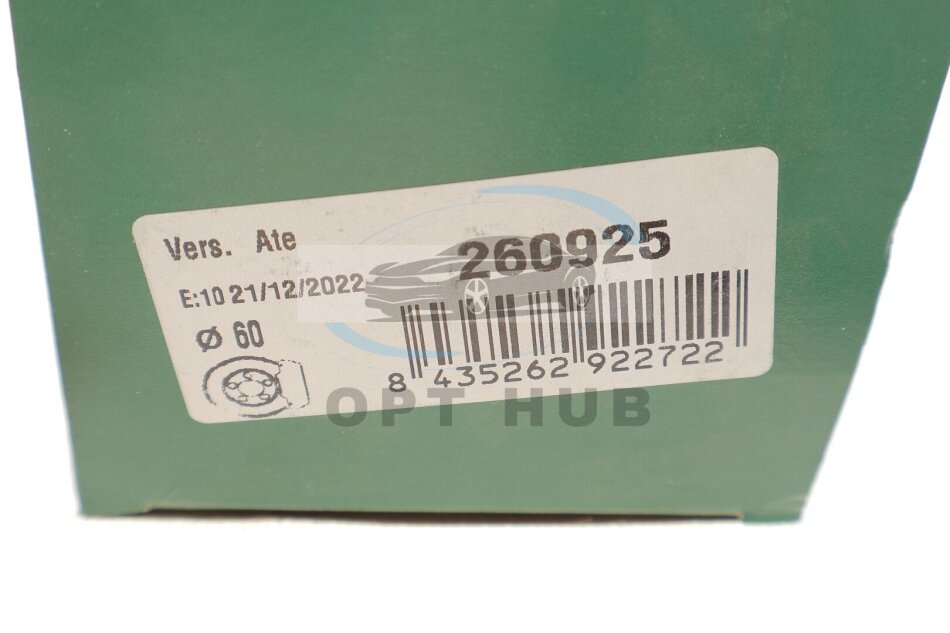 Vers. Ate
260925
E:10 21/12/2022
Ø 60
8 435262 922722
OPT HUB